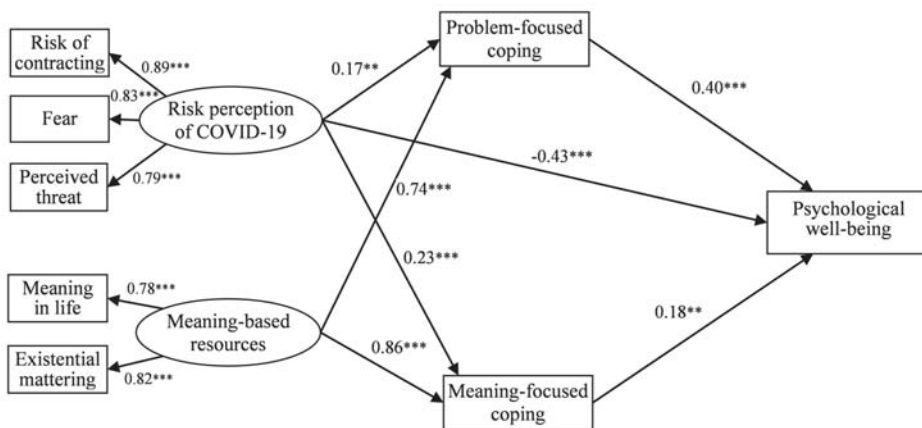 Risk of
contracting
Fear
Perceived
threat
0.89***
0.83***
0.79***
Risk perception
of COVID-19
Meaning
in life
Existential
mattering
0.78***
0.82***
Meaning-based
resources
0.17**
0.74***
0.23***
0.86***
Problem-focused
coping
Meaning-focused
coping
0.40***
-0.43***
0.18**
Psychological
well-being